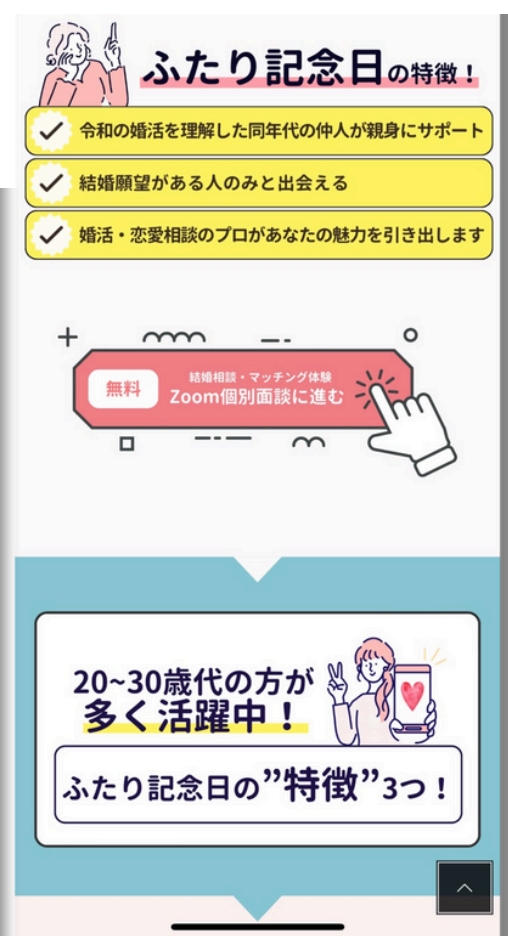 ふたり記念日の特徴！
令和の婚活を理解した同年代の仲人が親身にサポート
結婚願望がある人のみと出会える
婚活・恋愛相談のプロがあなたの魅力を引き出します
無料
結婚相談・マッチング体験
Zoom個別面談に進む
20~30歳代の方が
多く活躍中！
ふたり記念日の”特徴”3つ！